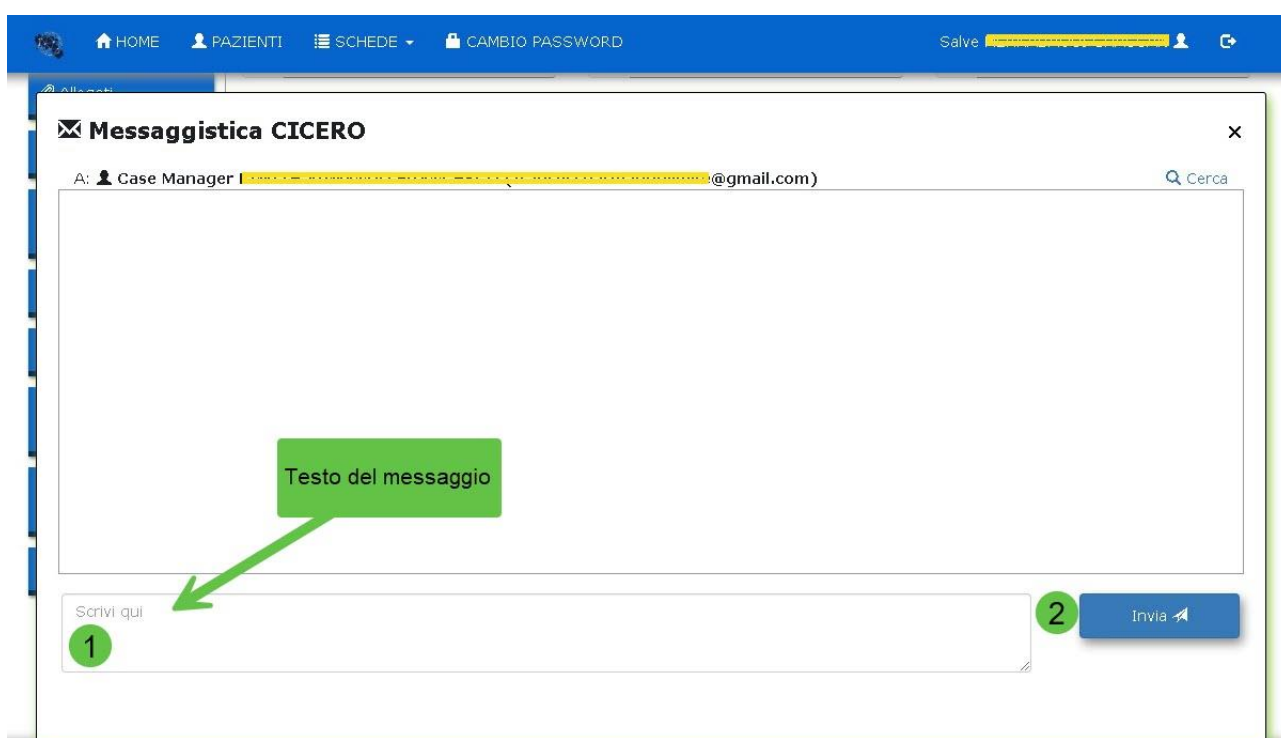 HOME PAZIENTI SCHEDE CAMBIO PASSWORD Salve
Allegati
Messaggistica CICERO
A: Case Manager @gmail.com) Cerca
Testo del messaggio
Scrivi qui
1
2 Invia